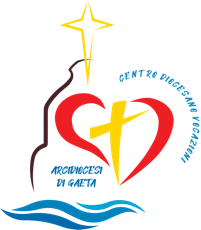 CENTRO DIOCESANO VOCAZIONI
ARCIDIOCESI
DI GAETA